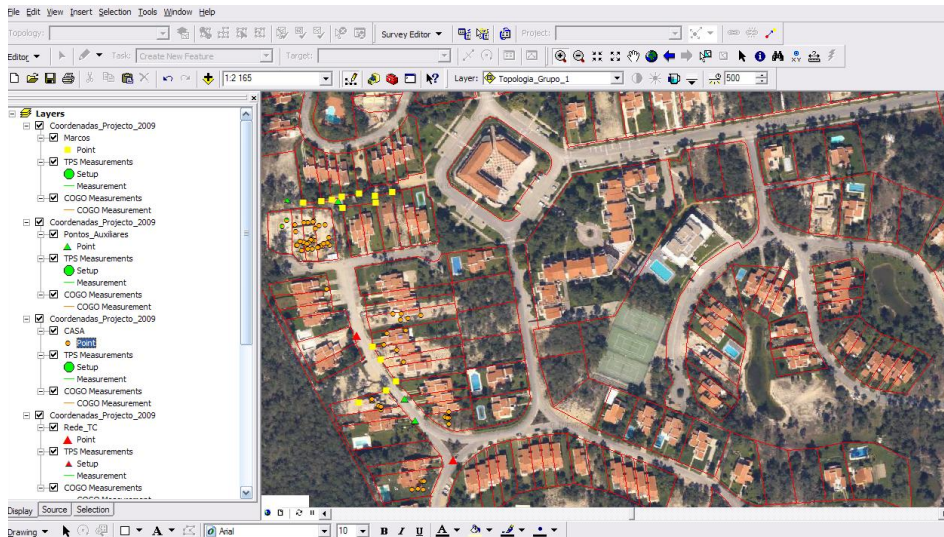 File Edit View Insert Selection Tools Window Help
Topology: Survey Editor Project:
Editor Task: Create New Feature Target:
1:2 165 Layer: Topologia_Grupo_1 500
Layers
Coordenadas_Projecto_2009
Marcos
Point
TPS Measurements
Setup
Measurement
COGO Measurements
COGO Measurement
Coordenadas_Projecto_2009
Pontos_Auxiliares
Point
TPS Measurements
Setup
Measurement
COGO Measurements
COGO Measurement
Coordenadas_Projecto_2009
CASA
Point
TPS Measurements
Setup
Measurement
COGO Measurements
COGO Measurement
Coordenadas_Projecto_2009
Rede_TC
Point
TPS Measurements
Setup
Measurement
COGO Measurements
COGO Measurement
Display Source Selection
Drawing A Arial 10 B I U A